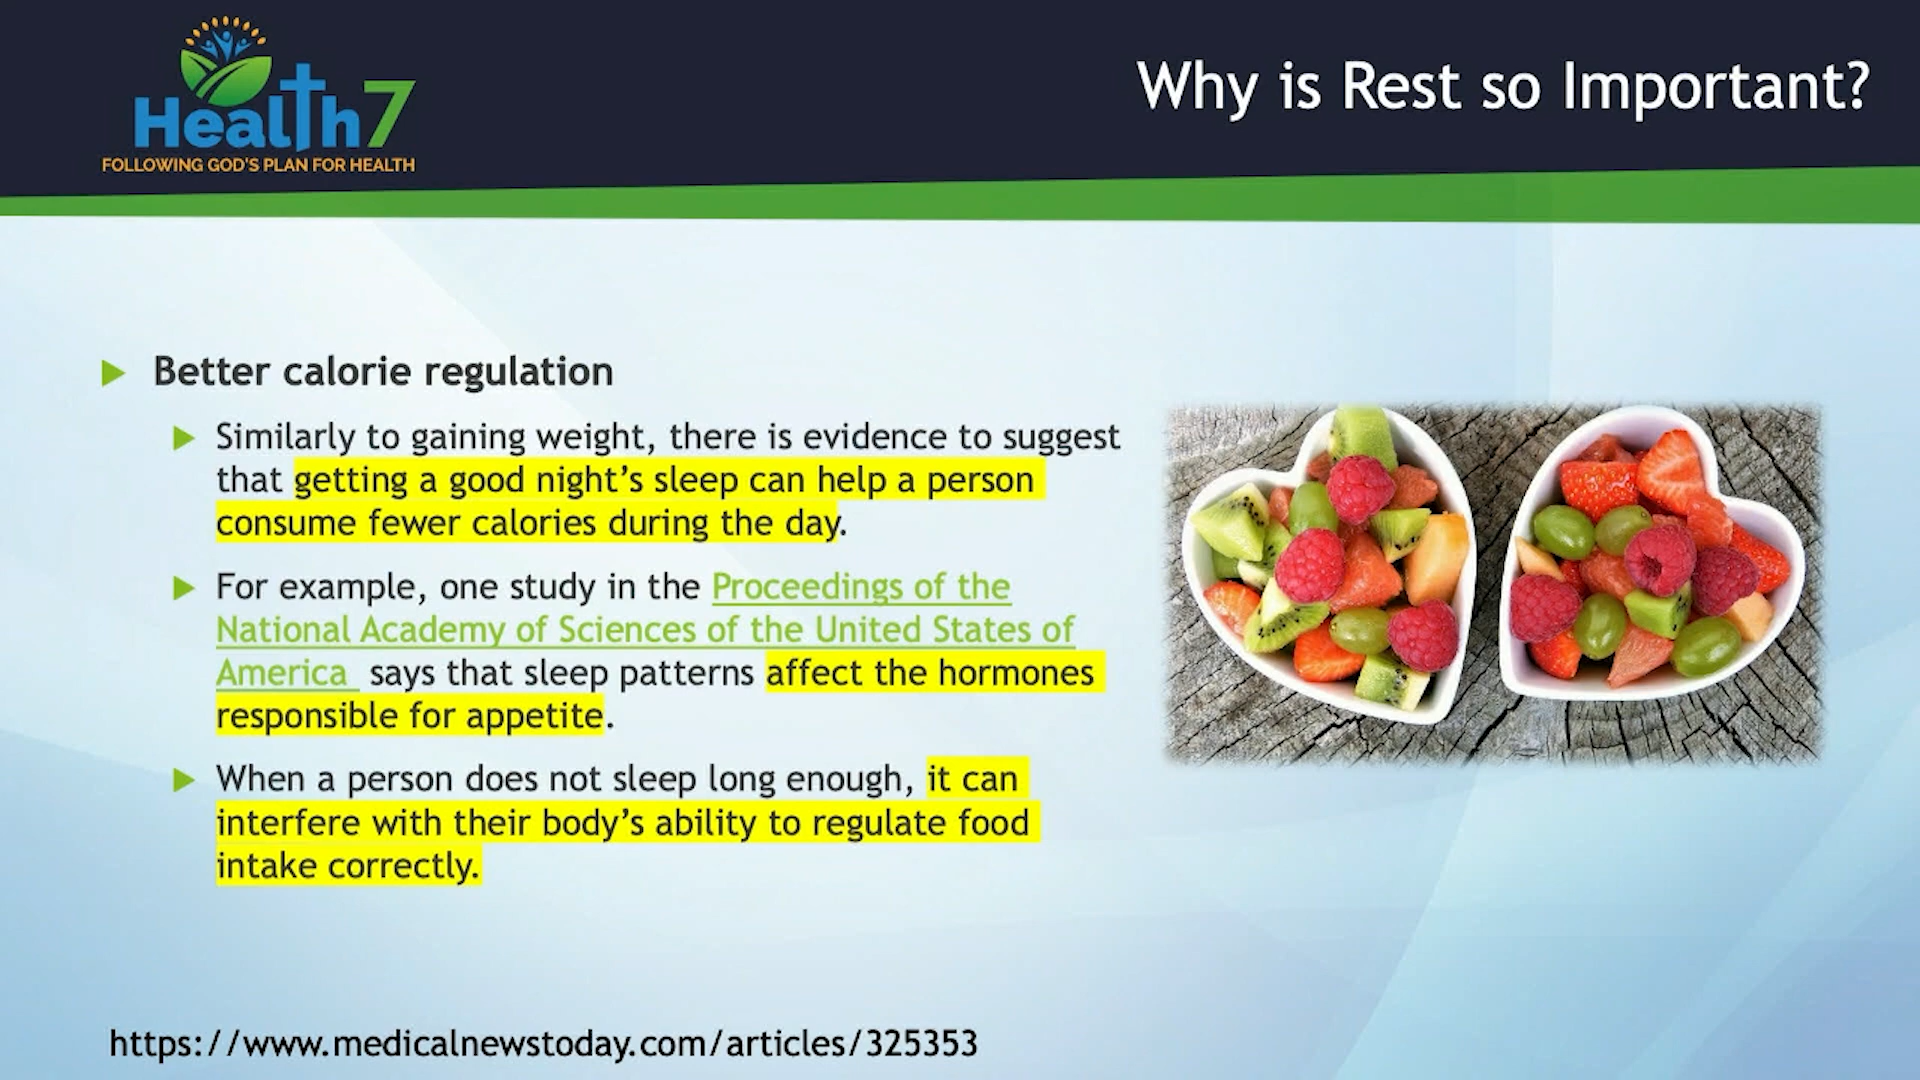 Health7
FOLLOWING GOD'S PLAN FOR HEALTH
Why is Rest so Important?
Better calorie regulation
Similarly to gaining weight, there is evidence to suggest
that getting a good night’s sleep can help a person
consume fewer calories during the day.
For example, one study in the Proceedings of the
National Academy of Sciences of the United States of
America says that sleep patterns affect the hormones
responsible for appetite.
When a person does not sleep long enough, it can
interfere with their body’s ability to regulate food
intake correctly.
https://www.medicalnewstoday.com/articles/325353